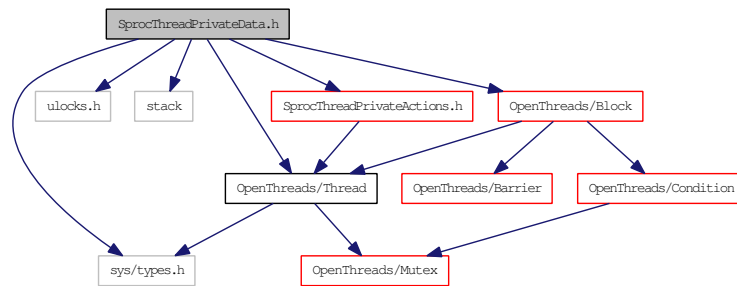 SprocThreadPrivateData.h
ulocks.h
stack
SprocThreadPrivateActions.h
OpenThreads/Block
OpenThreads/Thread
OpenThreads/Barrier
OpenThreads/Condition
sys/types.h
OpenThreads/Mutex